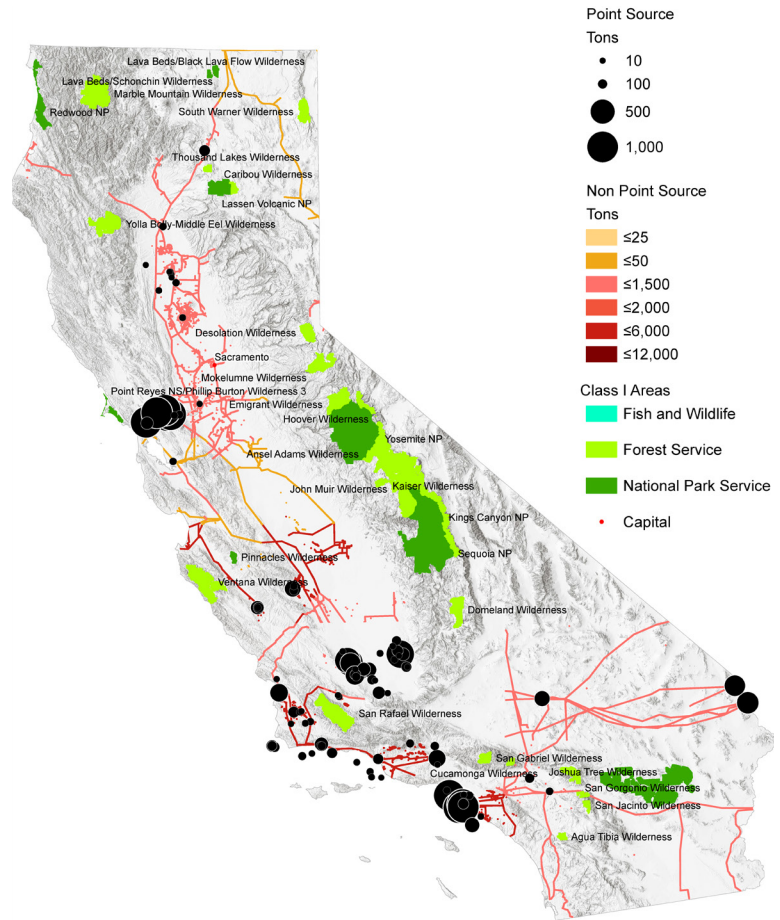 Point Source
Tons
10
100
500
1,000
Non Point Source
Tons
≤25
≤50
≤1,500
≤2,000
≤6,000
≤12,000
Class I Areas
Fish and Wildlife
Forest Service
National Park Service
Capital
Lava Beds/Black Lava Flow Wilderness
Lava Beds/Schonchin Wilderness
Marble Mountain Wilderness
Redwood NP
South Warner Wilderness
Thousand Lakes Wilderness
Caribou Wilderness
Lassen Volcanic NP
Yolla Bolly-Middle Eel Wilderness
Desolation Wilderness
Sacramento
Mokelumne Wilderness
Point Reyes NS/Phillip Burton Wilderness 3
Emigrant Wilderness
Hoover Wilderness
Yosemite NP
Ansel Adams Wilderness
Kaiser Wilderness
John Muir Wilderness
Kings Canyon NP
Sequoia NP
Pinnacles Wilderness
Ventana Wilderness
Domeland Wilderness
San Rafael Wilderness
San Gabriel Wilderness
Cucamonga Wilderness
Joshua Tree Wilderness
San Gorgonio Wilderness
San Jacinto Wilderness
Agua Tibia Wilderness